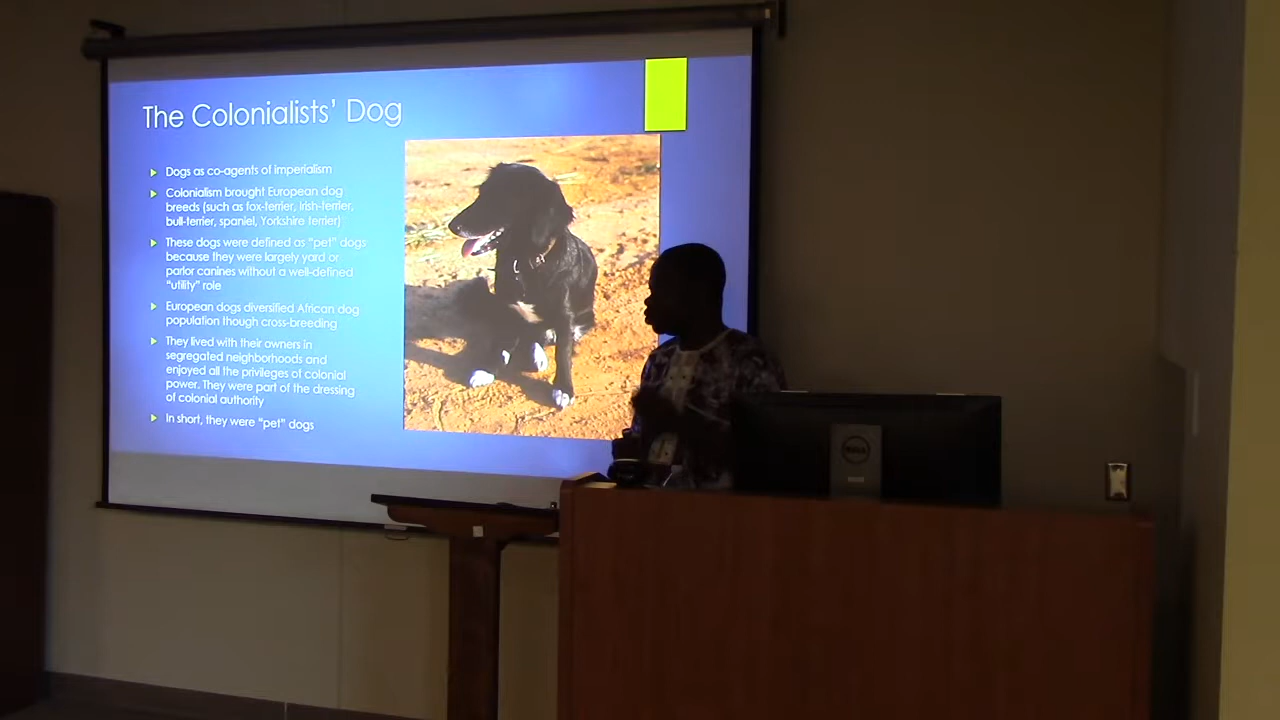 The Colonialists' Dog
Dogs as co-agents of imperialism
Colonialism brought European dog
breeds (such as fox-terrier, Irish-terrier,
bull-terrier, spaniel, Yorkshire terrier)
These dogs were defined as "pet" dogs
because they were largely yard or
parlor canines without a well-defined
"utility" role
European dogs diversified African dog
population though cross-breeding
They lived with their owners in
segregated neighborhoods and
enjoyed all the privileges of colonial
power. They were part of the dressing
of colonial authority
In short, they were "pet" dogs
DELL